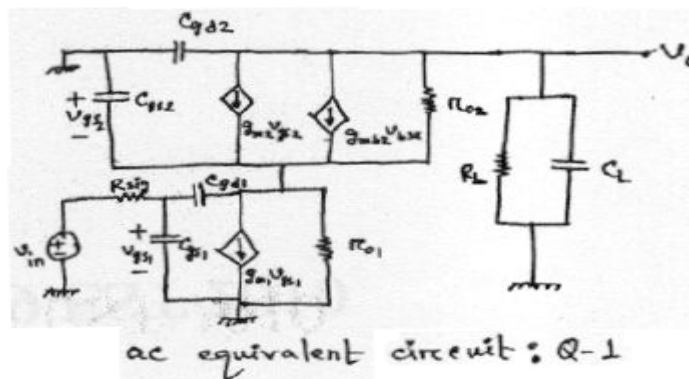 Cgd2
Vo
+
Vgs2
-
Cgs2
gm2Vgs2
gmb2Vbs2
ro2
RL
CL
Rsig
Cgd1
Vin
+
-
+
Vgs1
-
Cgs1
gm1Vgs1
ro1
ac equivalent circuit: Q-1